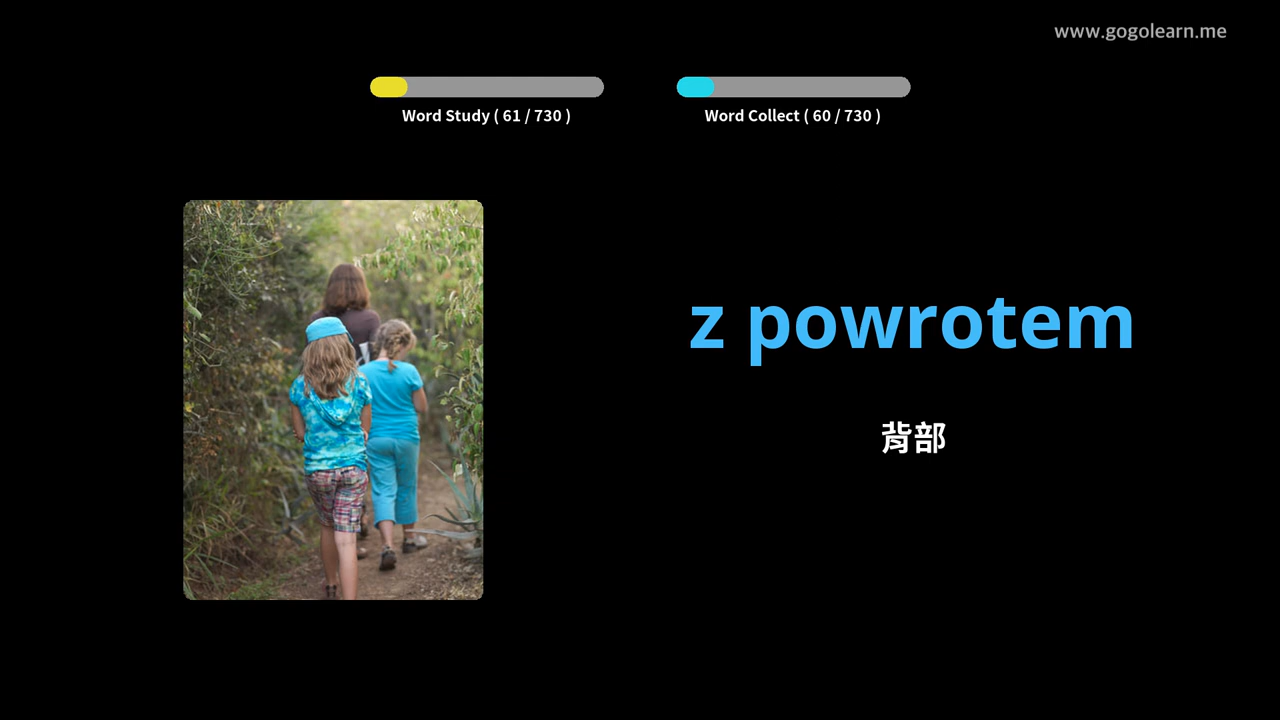 www.gogolearn.me
Word Study ( 61 / 730 )
Word Collect ( 60 / 730 )
z powrotem
背部